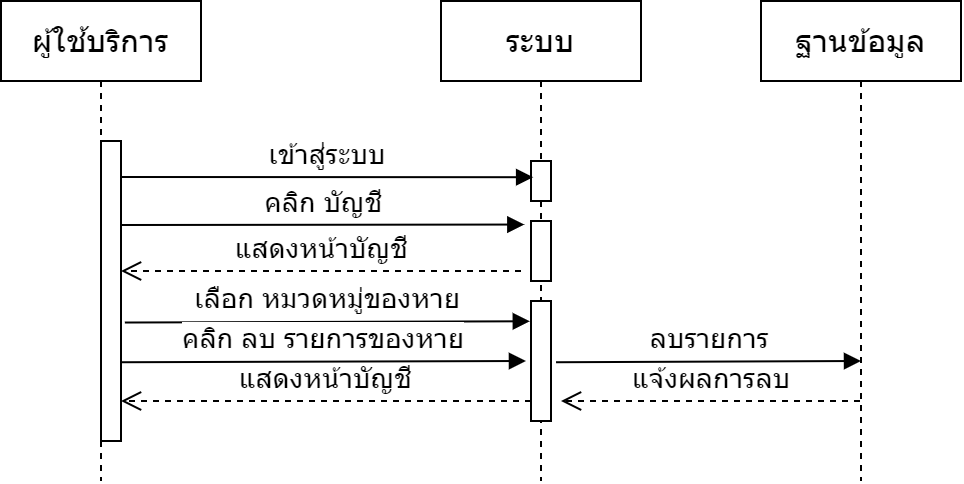 ผู้ใช้บริการ
ระบบ
ฐานข้อมูล
เข้าสู่ระบบ
คลิก บัญชี
แสดงหน้าบัญชี
เลือก หมวดหมู่ของหาย
คลิก ลบ รายการของหาย
ลบรายการ
แสดงหน้าบัญชี
แจ้งผลการลบ